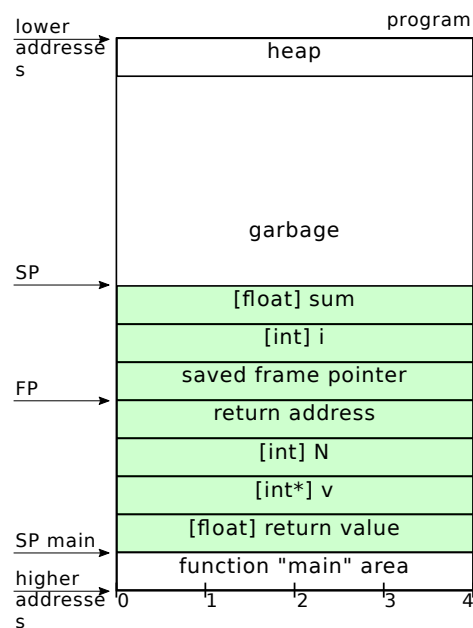 lower
addresse
s
program
heap
garbage
SP
[float] sum
[int] i
saved frame pointer
FP
return address
[int] N
[int*] v
[float] return value
SP main
function "main" area
higher
addresse
s
0 1 2 3 4